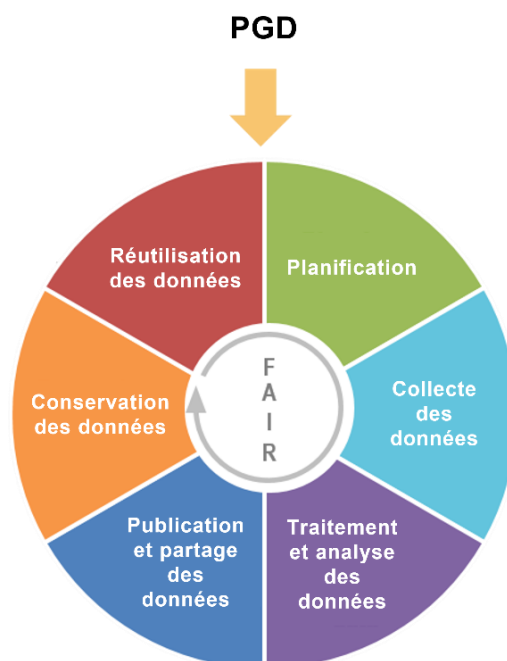 PGD
Réutilisation
des données
Planification
Conservation
des données
F
A
I
R
Collecte
des
données
Publication
et partage
des
données
Traitement
et analyse
des
données